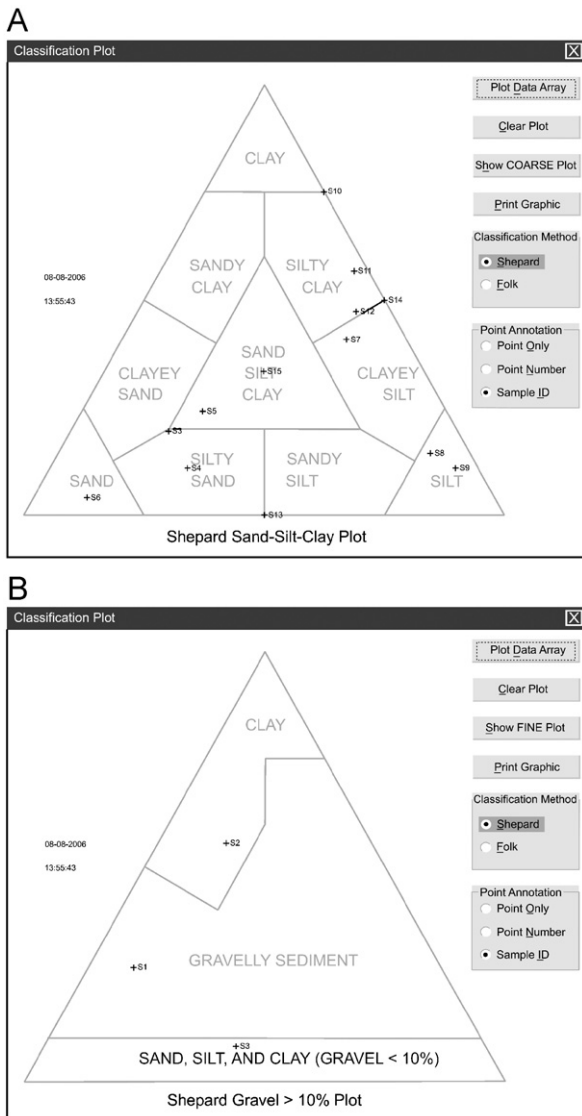 A
Classification Plot X
Plot Data Array
Clear Plot
Show COARSE Plot
Print Graphic
Classification Method
Shepard
Folk
Point Annotation
Point Only
Point Number
Sample ID
08-08-2006
13:55:43
CLAY
S10
SANDY
CLAY
SILTY
CLAY
S11
S14
S12
S7
SAND
SILT
CLAY
S15
CLAYEY
SAND
CLAYEY
SILT
S5
S3
S8
SILTY
SAND
S4
SANDY
SILT
S9
SAND
SILT
S6
S13
Shepard Sand-Silt-Clay Plot
B
Classification Plot X
Plot Data Array
Clear Plot
Show FINE Plot
Print Graphic
Classification Method
Shepard
Folk
Point Annotation
Point Only
Point Number
Sample ID
08-08-2006
13:55:43
CLAY
S2
S1
GRAVELLY SEDIMENT
S3
SAND, SILT, AND CLAY (GRAVEL < 10%)
Shepard Gravel > 10% Plot